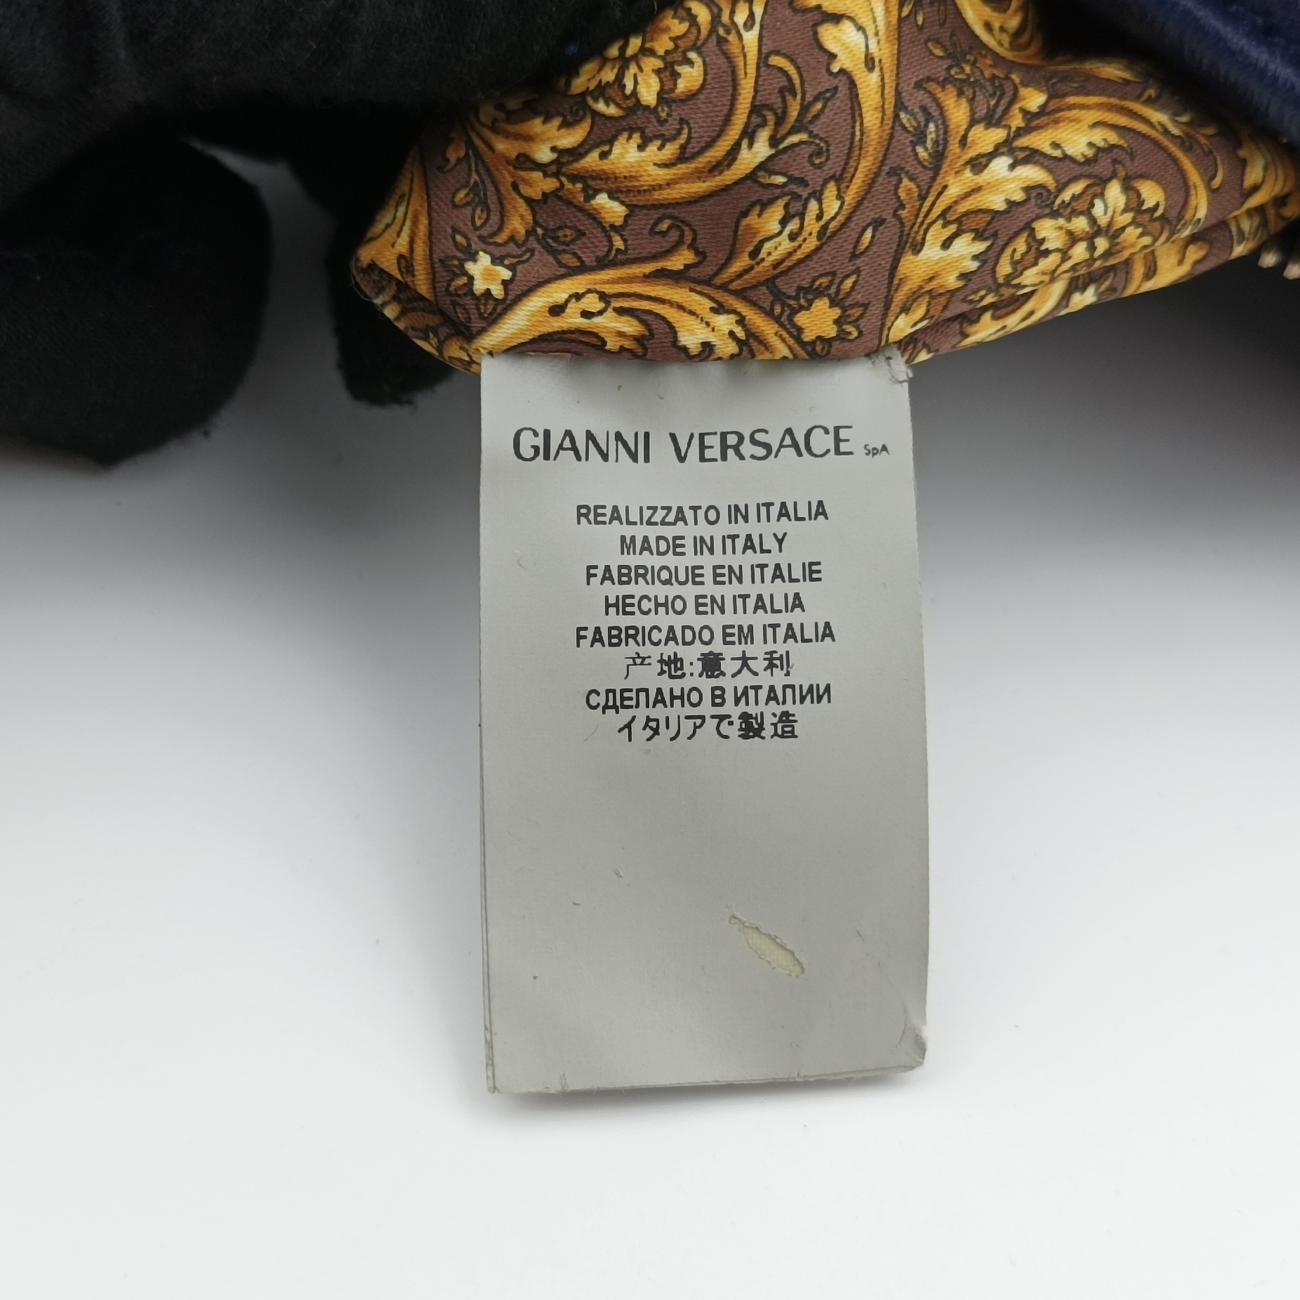 GIANNI VERSACE SpA
REALIZZATO IN ITALIA
MADE IN ITALY
FABRIQUE EN ITALIE
HECHO EN ITALIA
FABRICADO EM ITALIA
产地:意大利
СДЕЛАНО В ИТАЛИИ
イタリアで製造